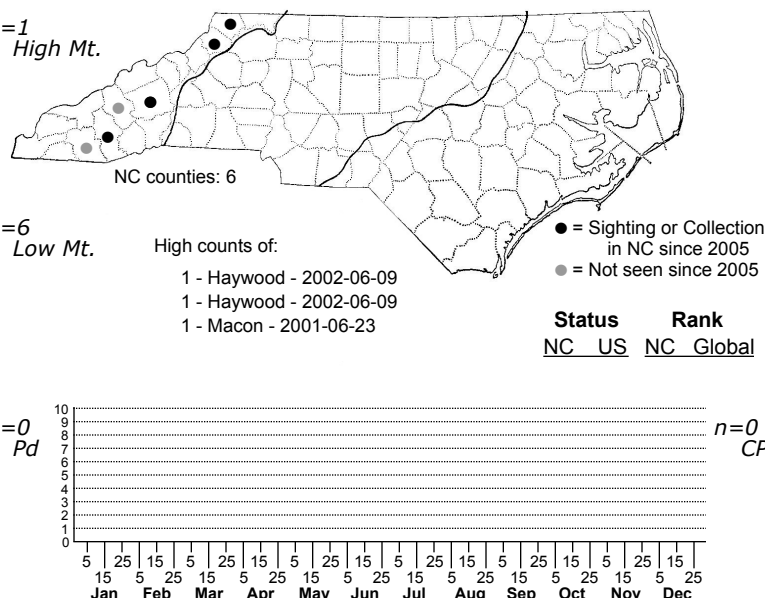 =1
High Mt.
NC counties: 6
=6
Low Mt.
High counts of:
1 - Haywood - 2002-06-09
1 - Haywood - 2002-06-09
1 - Macon - 2001-06-23
= Sighting or Collection
in NC since 2005
= Not seen since 2005
Status Rank
NC US NC Global
=0
Pd
n=0
CP
10
9
8
7
6
5
4
3
2
1
0
5 25 15 5 25 15 5 25 15 5 25 15 5 25 15 5 25 15
15 5 25 15 5 25 15 5 25 15 5 25 15 5 25 15 5 25
Jan Feb Mar Apr May Jun Jul Aug Sep Oct Nov Dec